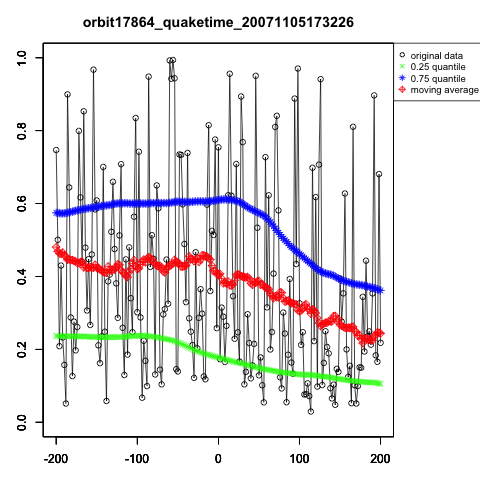 orbit17864_quaketime_20071105173226
original data
0.25 quantile
0.75 quantile
moving average
1.0
0.8
0.6
0.4
0.2
0.0
-200
-100
0
100
200